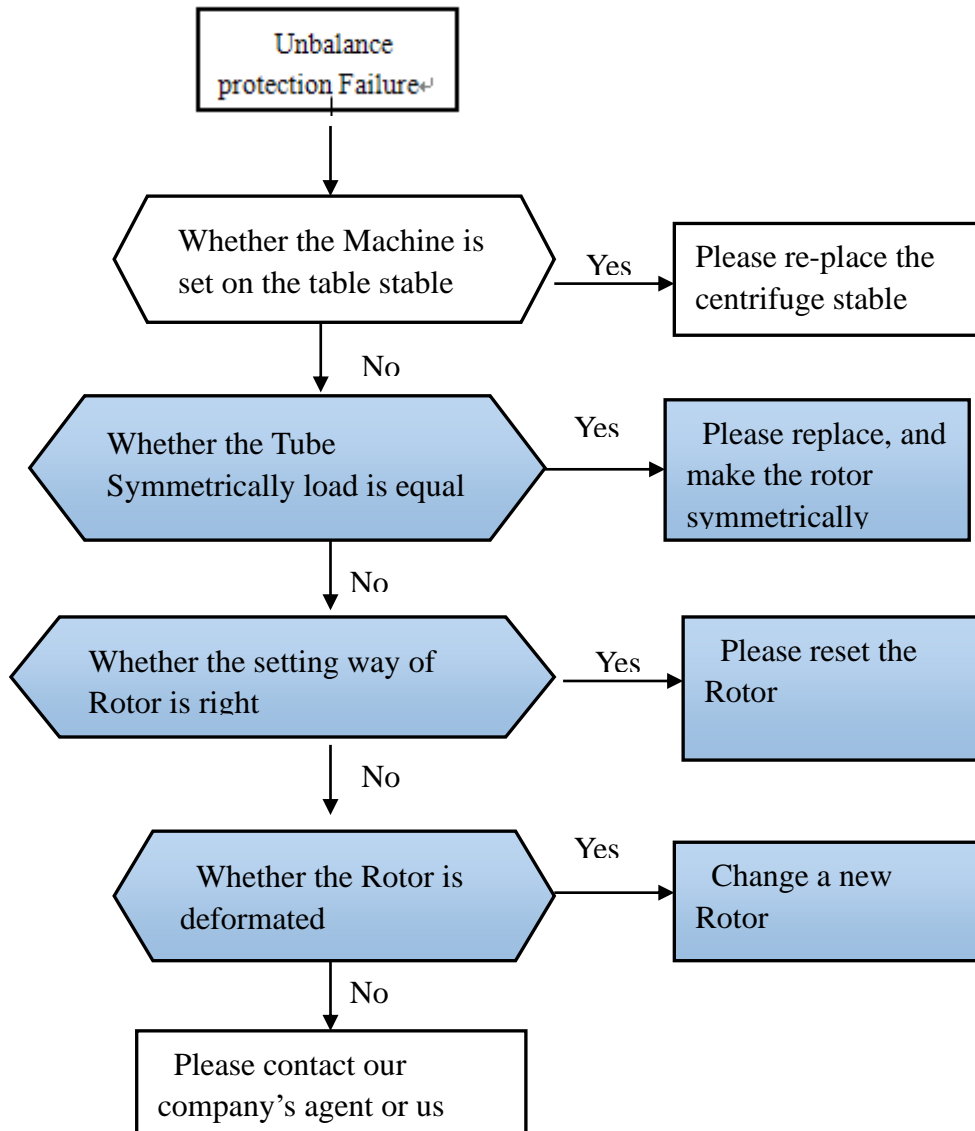 Unbalance
protection Failure↵
Whether the Machine is
set on the table stable
Yes
Please re-place the
centrifuge stable
No
Whether the Tube
Symmetrically load is equal
Yes
Please replace, and
make the rotor
symmetrically
No
Whether the setting way of
Rotor is right
Yes
Please reset the
Rotor
No
Whether the Rotor is
deformated
Yes
Change a new
Rotor
No
Please contact our
company’s agent or us